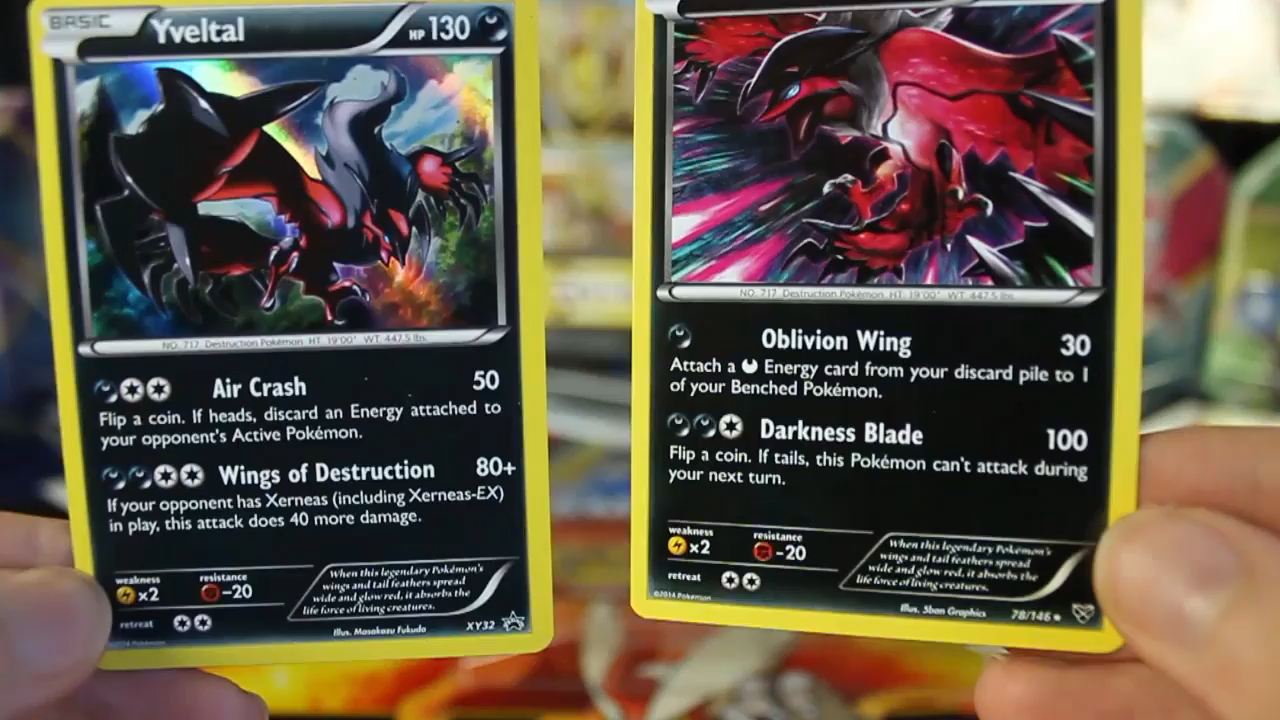 BASIC
Yveltal
HP 130
NO. 717 Destruction Pokémon HT 19'00" WT 447.5 lbs.
Air Crash 50
Flip a coin. If heads, discard an Energy attached to
your opponent's Active Pokémon.
Wings of Destruction 80+
If your opponent has Xerneas (including Xerneas-EX)
in play, this attack does 40 more damage.
weakness resistance
×2 -20
When this legendary Pokémon's
wings and tail feathers spread
wide and glow red, it absorbs the
life force of living creatures.
retreat
Illus. Masakazu Fukuda XY32
©2014 Pokémon
NO. 717 Destruction Pokémon HT 19'00" WT 447.5 lbs.
Oblivion Wing 30
Attach a Energy card from your discard pile to 1
of your Benched Pokémon.
Darkness Blade 100
Flip a coin. If tails, this Pokémon can't attack during
your next turn.
weakness resistance
×2 -20
When this legendary Pokémon's
wings and tail feathers spread
wide and glow red, it absorbs the
life force of living creatures.
retreat
©2014 Pokémon
Illus. 5ban Graphics 78/146